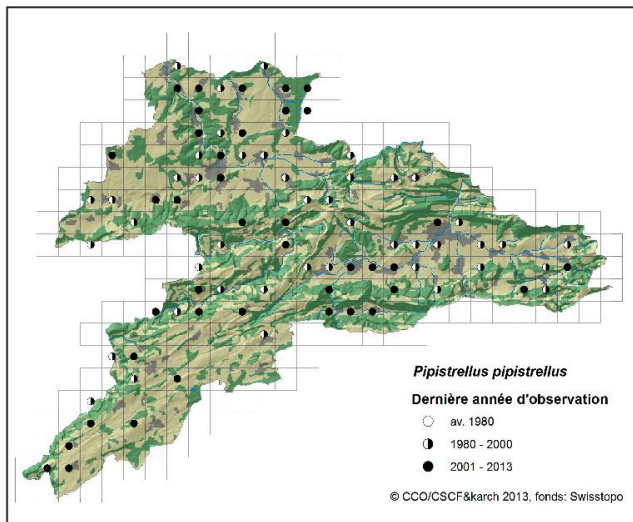 Pipistrellus pipistrellus
Dernière année d'observation
av. 1980
1980 - 2000
2001 - 2013
© CCO/CSCF&karch 2013, fonds: Swisstopo